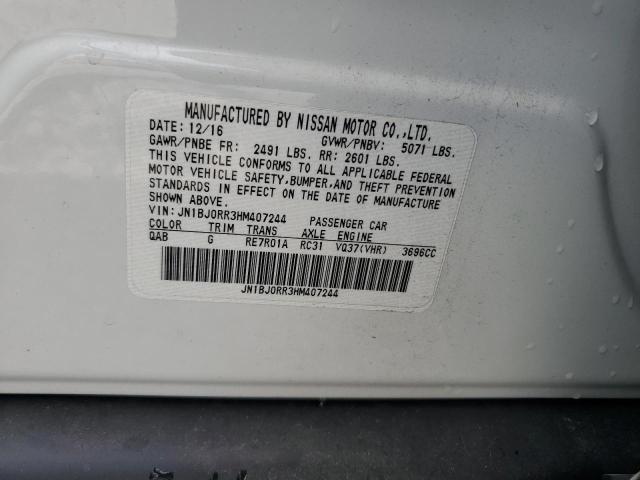 MANUFACTURED BY NISSAN MOTOR CO.,LTD.
DATE: 12/16 GVWR/PNBV: 5071 LBS.
GAWR/PNBE FR: 2491 LBS. RR: 2601 LBS.
THIS VEHICLE CONFORMS TO ALL APPLICABLE FEDERAL
MOTOR VEHICLE SAFETY, BUMPER, AND THEFT PREVENTION
STANDARDS IN EFFECT ON THE DATE OF MANUFACTURE
SHOWN ABOVE.
VIN: JN1BJ0RR3HM407244 PASSENGER CAR
COLOR TRIM TRANS AXLE ENGINE
QAB G RE7R01A RC31 VQ37(VHR) 3696CC
JN1BJ0RR3HM407244